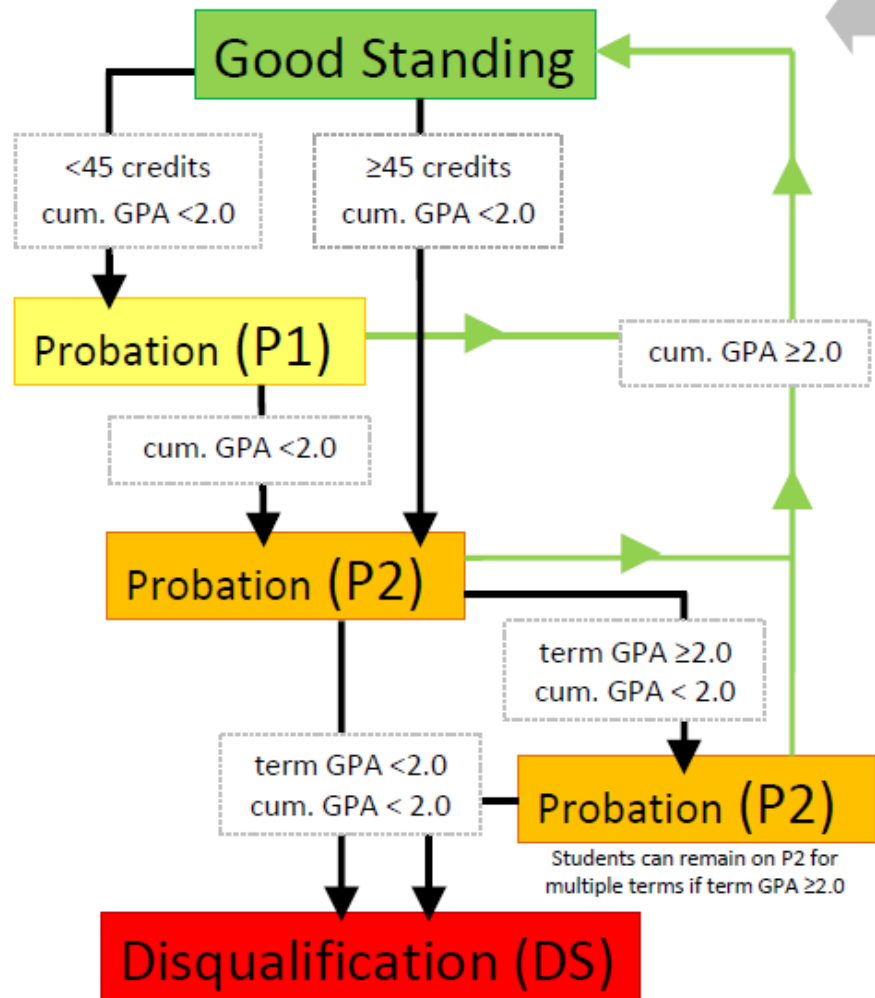 Good Standing
<45 credits
cum. GPA <2.0
≥45 credits
cum. GPA <2.0
Probation (P1)
cum. GPA ≥2.0
cum. GPA <2.0
Probation (P2)
term GPA ≥2.0
cum. GPA < 2.0
term GPA <2.0
cum. GPA < 2.0
Probation (P2)
Students can remain on P2 for
multiple terms if term GPA ≥2.0
Disqualification (DS)